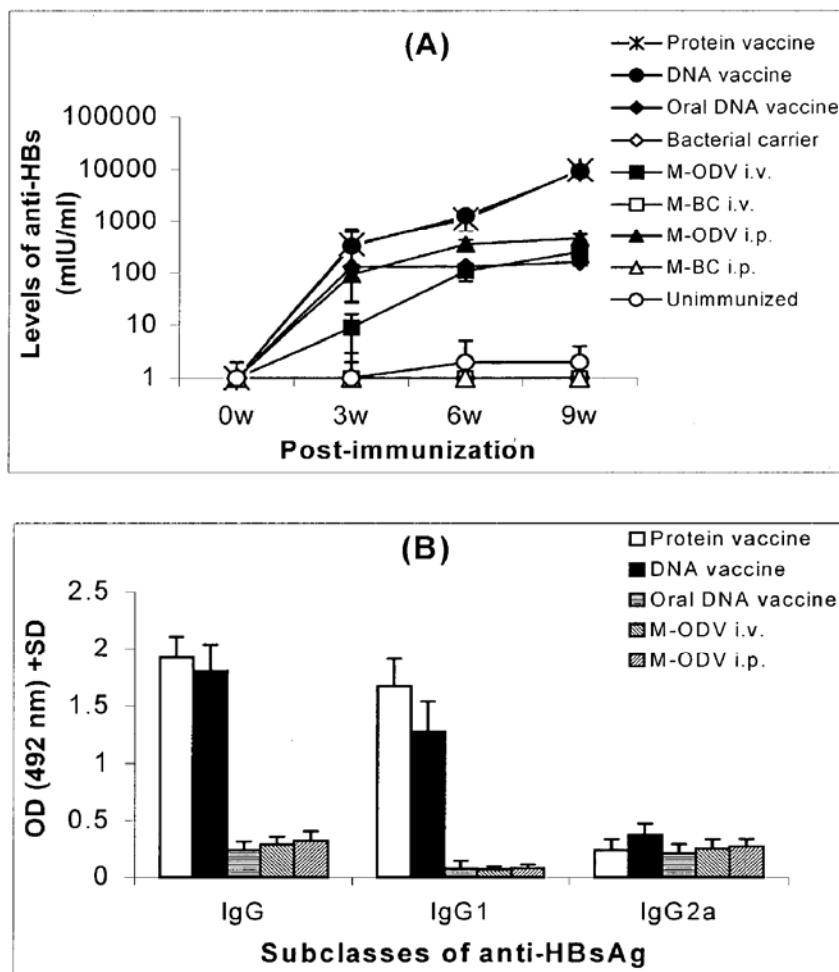 (A)
Protein vaccine
DNA vaccine
Oral DNA vaccine
Bacterial carrier
M-ODV i.v.
M-BC i.v.
M-ODV i.p.
M-BC i.p.
Unimmunized
Levels of anti-HBs
(mIU/ml)
100000
10000
1000
100
10
1
0w 3w 6w 9w
Post-immunization
(B)
Protein vaccine
DNA vaccine
Oral DNA vaccine
M-ODV i.v.
M-ODV i.p.
OD (492 nm) +SD
2.5
2
1.5
1
0.5
0
IgG IgG1 IgG2a
Subclasses of anti-HBsAg